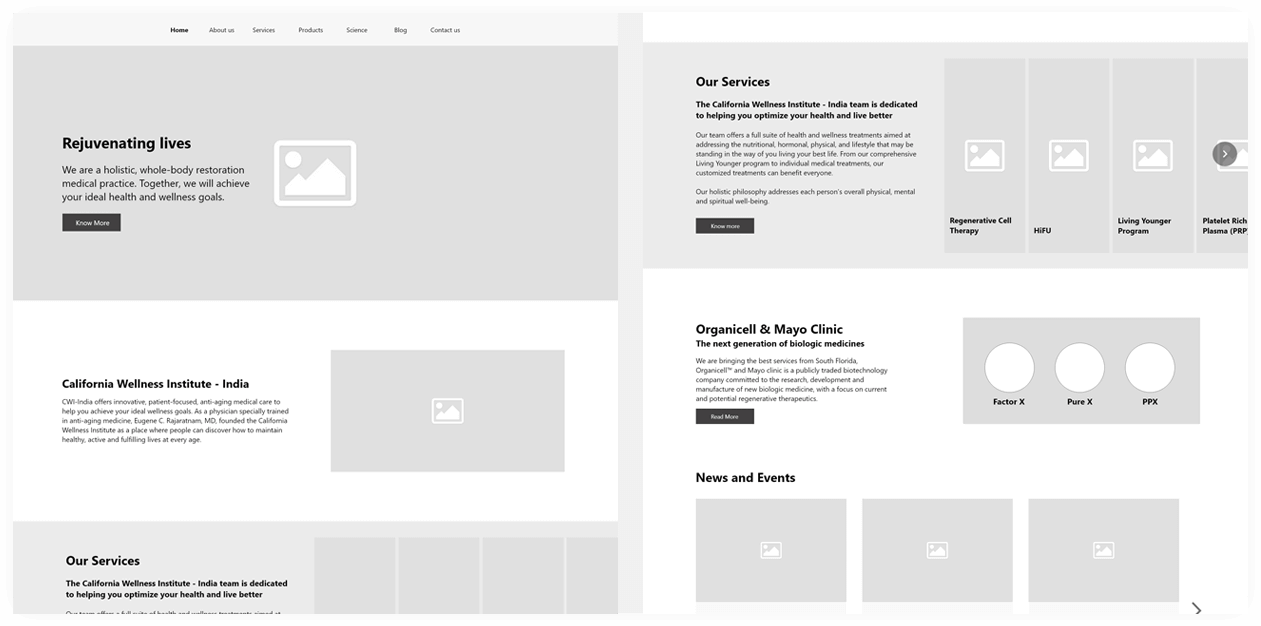 Home About us Services Products Science Blog Contact us
Rejuvenating lives
We are a holistic, whole-body restoration
medical practice. Together, we will achieve
your ideal health and wellness goals.
Know More
California Wellness Institute - India
CWI-India offers innovative, patient-focused, anti-aging medical care to
help you achieve your ideal wellness goals. As a physician specially trained
in anti-aging medicine, Eugene C. Rajaratnam, MD, founded the California
Wellness Institute as a place where people can discover how to maintain
healthy, active and fulfilling lives at every age.
Our Services
The California Wellness Institute - India team is dedicated
to helping you optimize your health and live better
Our team offers a full suite of health and wellness treatments aimed at
Our Services
The California Wellness Institute - India team is dedicated
to helping you optimize your health and live better
Our team offers a full suite of health and wellness treatments aimed at
addressing the nutritional, hormonal, physical, and lifestyle that may be
standing in the way of you living your best life. From our comprehensive
Living Younger program to individual medical treatments, our
customized treatments can benefit everyone.
Our holistic philosophy addresses each person's overall physical, mental
and spiritual well-being.
Know more
Regenerative Cell
Therapy
HiFU
Living Younger
Program
Platelet Rich
Plasma (PRP)
Organicell & Mayo Clinic
The next generation of biologic medicines
We are bringing the best services from South Florida,
Organicell™ and Mayo clinic is a publicly traded biotechnology
company committed to the research, development and
manufacture of new biologic medicine, with a focus on current
and potential regenerative therapeutics.
Read More
Factor X
Pure X
PPX
News and Events